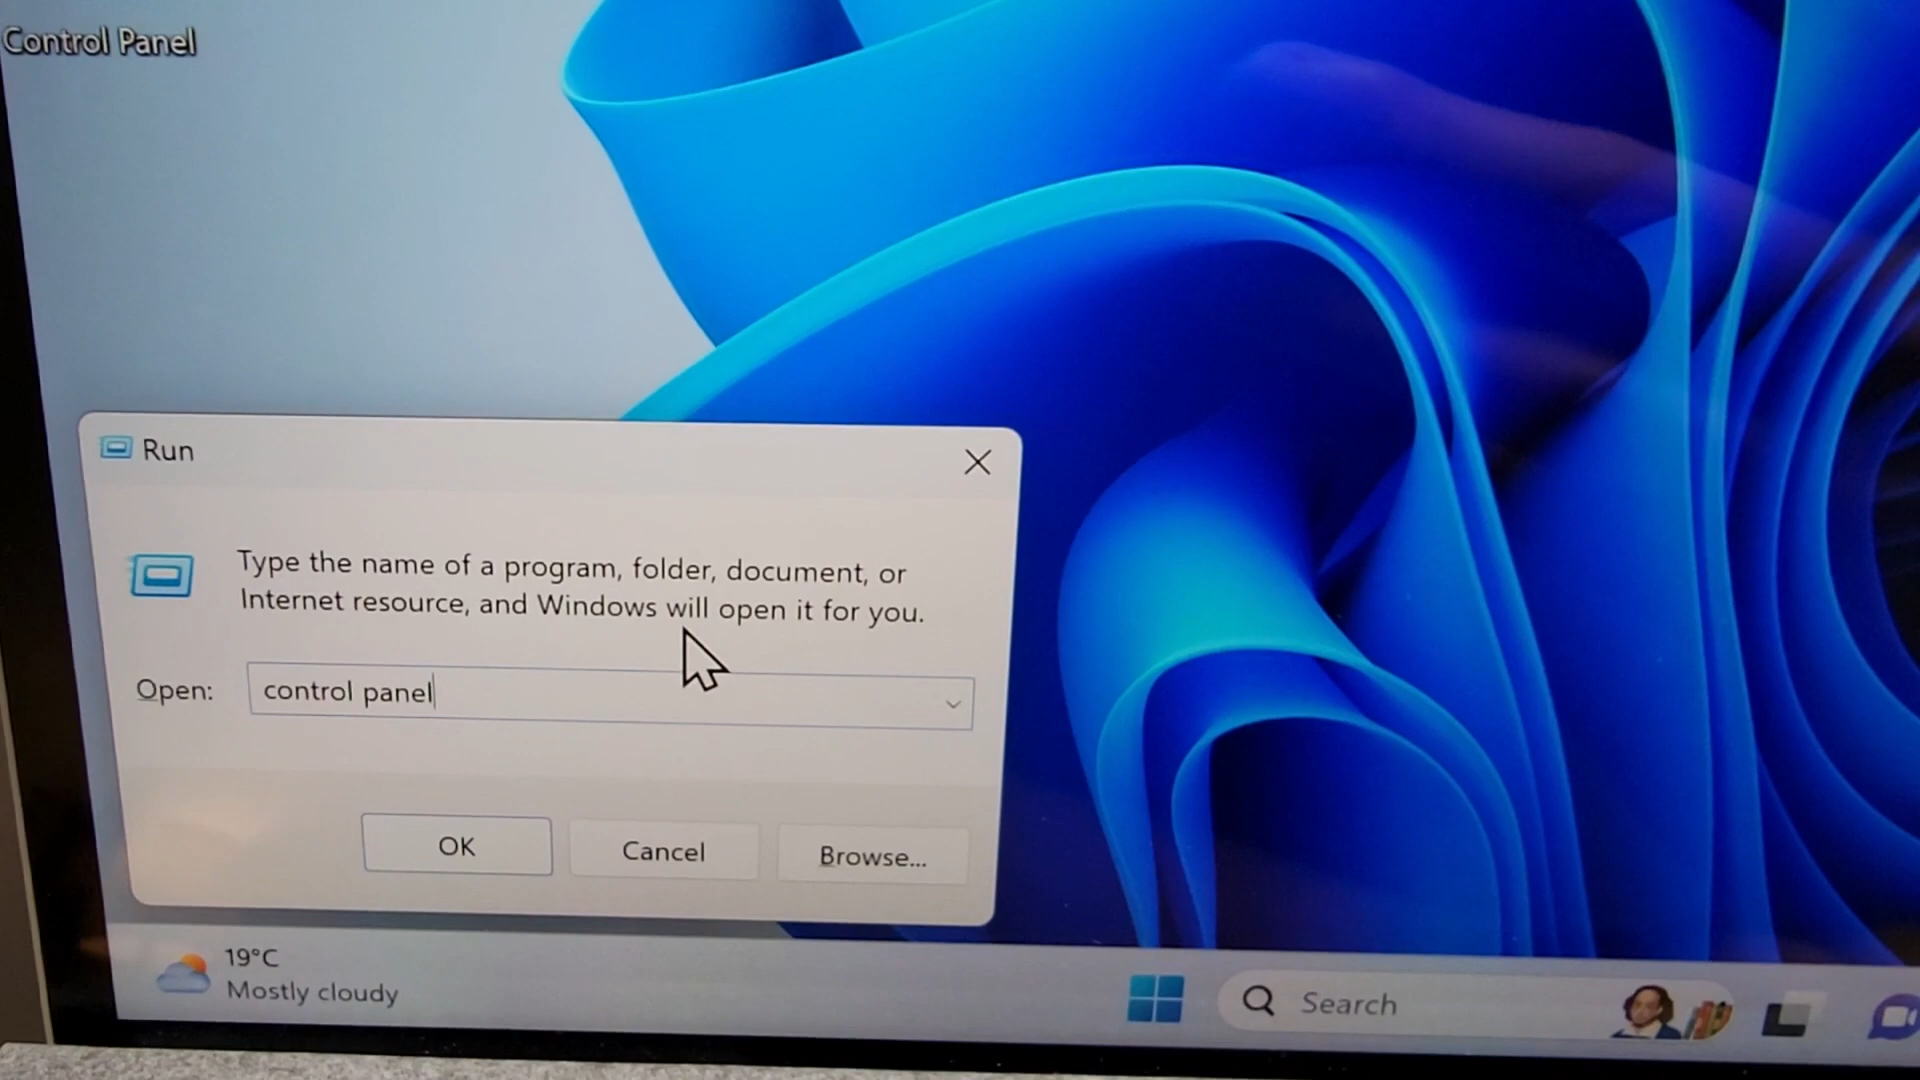 Control Panel
Run
Type the name of a program, folder, document, or
Internet resource, and Windows will open it for you.
Open: control panel
OK Cancel Browse...
19°C
Mostly cloudy
Search